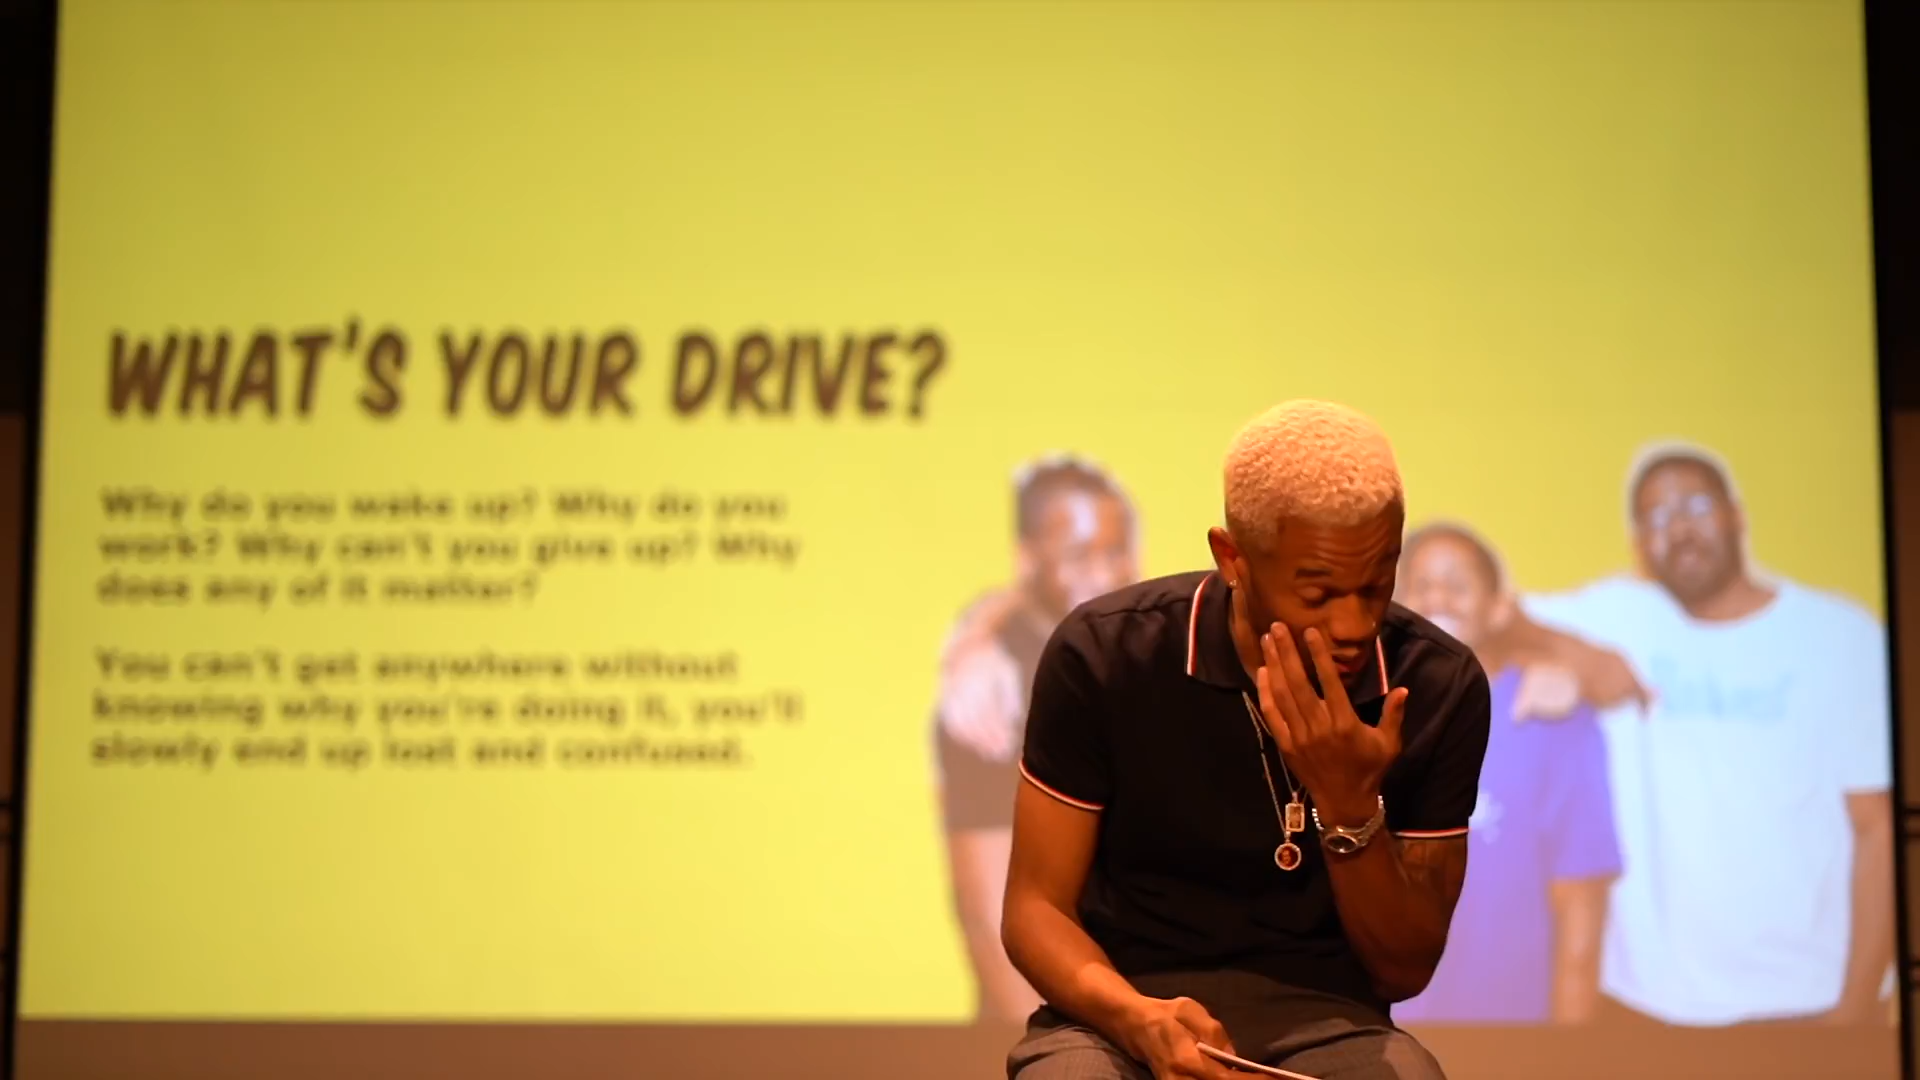 WHAT'S YOUR DRIVE?
Why do you wake up? Why do you
work? Why can't you give up? Why
does any of it matter?
You can't get anywhere without
knowing why you're doing it, you'll
slowly end up lost and confused.